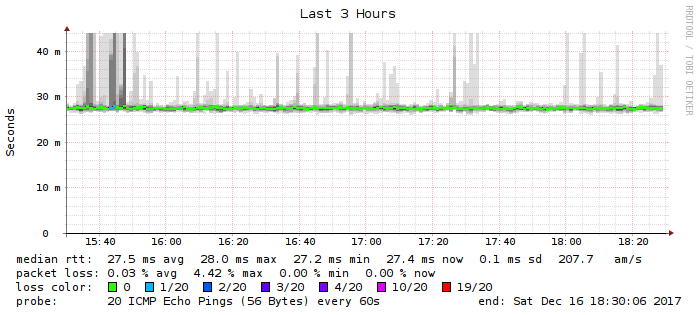 Last 3 Hours
RRDTOOL / TOBI OETIKER
Seconds
40 m
30 m
20 m
10 m
0
15:40 16:00 16:20 16:40 17:00 17:20 17:40 18:00 18:20
median rtt: 27.5 ms avg 28.0 ms max 27.2 ms min 27.4 ms now 0.1 ms sd 207.7 am/s
packet loss: 0.03 % avg 4.42 % max 0.00 % min 0.00 % now
loss color: 0 1/20 2/20 3/20 4/20 10/20 19/20
probe: 20 ICMP Echo Pings (56 Bytes) every 60s end: Sat Dec 16 18:30:06 2017